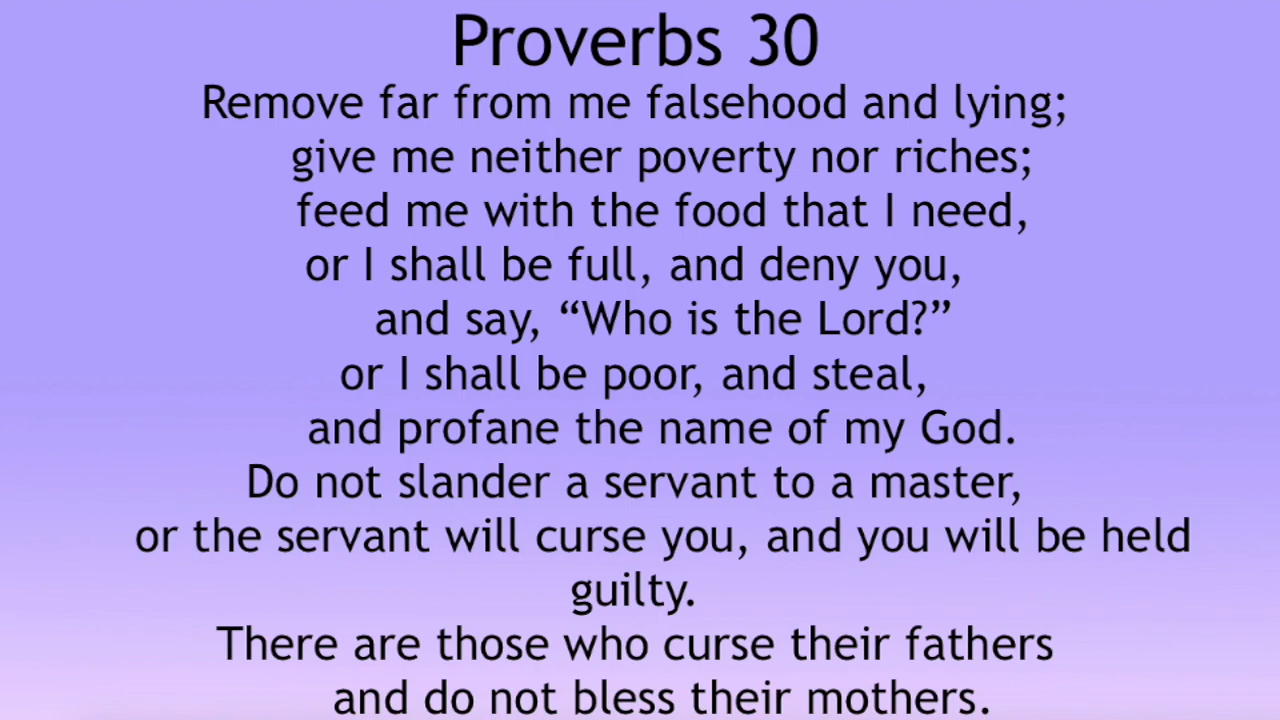 Proverbs 30
Remove far from me falsehood and lying;
give me neither poverty nor riches;
feed me with the food that I need,
or I shall be full, and deny you,
and say, “Who is the Lord?”
or I shall be poor, and steal,
and profane the name of my God.
Do not slander a servant to a master,
or the servant will curse you, and you will be held
guilty.
There are those who curse their fathers
and do not bless their mothers.